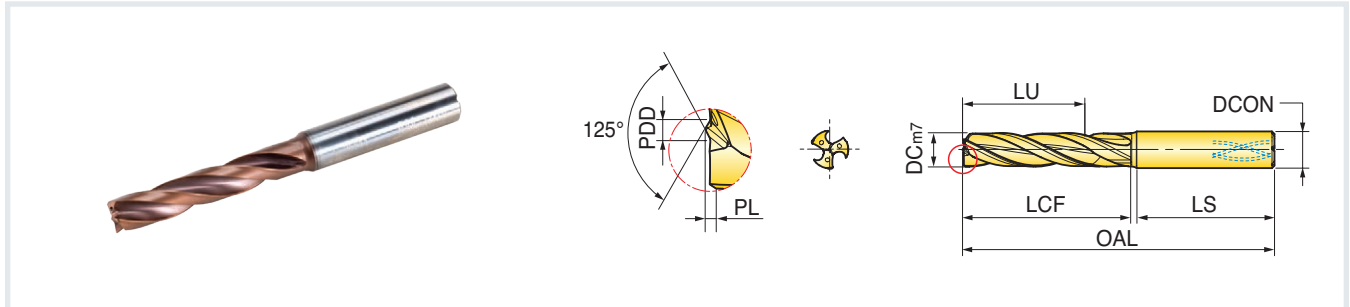 125°
PDD
PL
LU
DCON
DCm7
LCF
LS
OAL